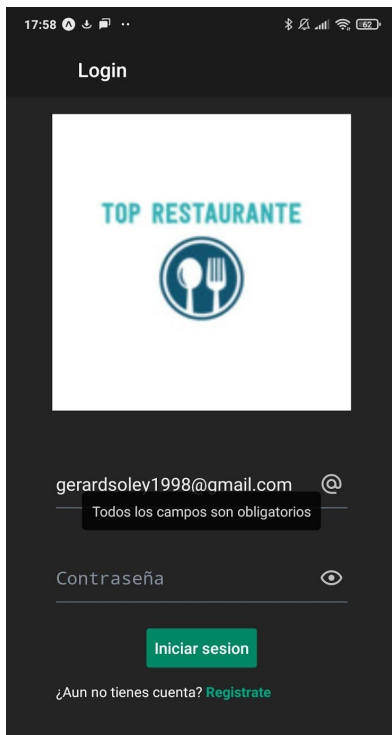 17:58
62
Login
TOP RESTAURANTE
gerardsoley1998@gmail.com @
Todos los campos son obligatorios
Contraseña
Iniciar sesion
¿Aun no tienes cuenta? Registrate